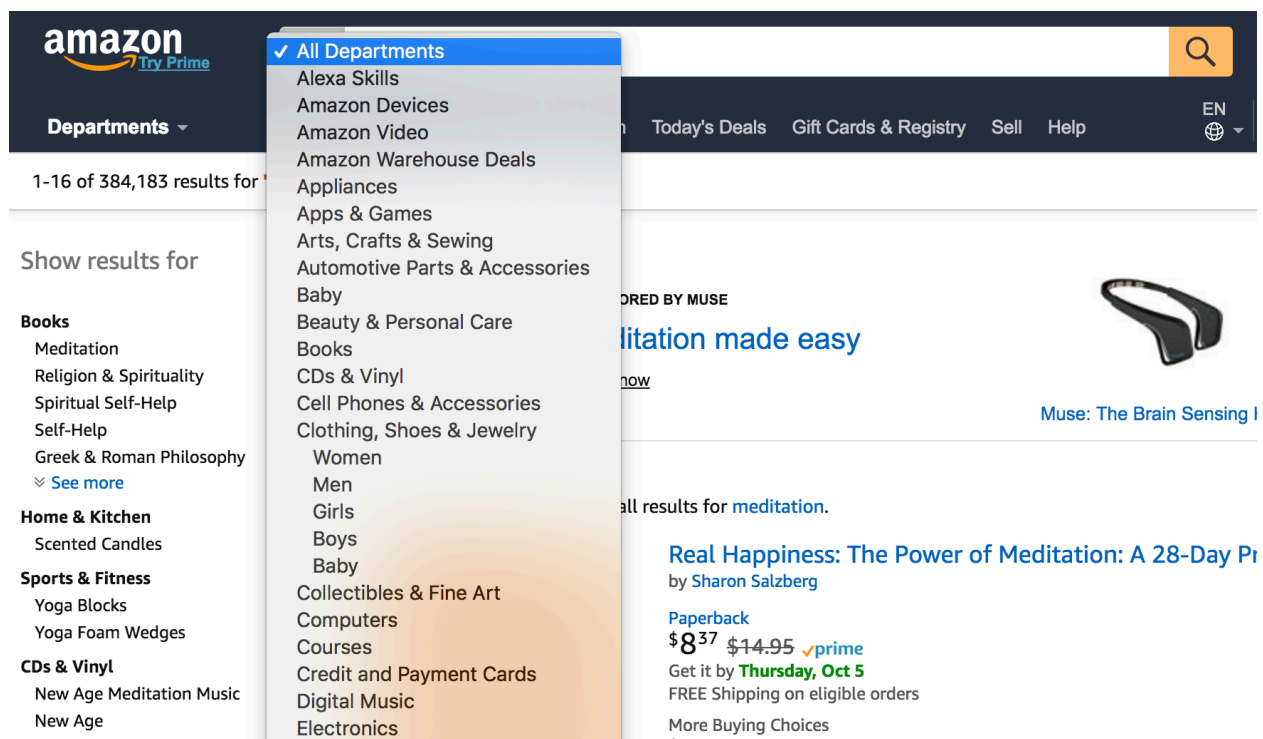 amazon
Try Prime
Departments
Today's Deals
Gift Cards & Registry
Sell
Help
EN
1-16 of 384,183 results for "
All Departments
Alexa Skills
Amazon Devices
Amazon Video
Amazon Warehouse Deals
Appliances
Apps & Games
Arts, Crafts & Sewing
Automotive Parts & Accessories
Baby
Beauty & Personal Care
Books
CDs & Vinyl
Cell Phones & Accessories
Clothing, Shoes & Jewelry
Women
Men
Girls
Boys
Baby
Collectibles & Fine Art
Computers
Courses
Credit and Payment Cards
Digital Music
Electronics
Show results for
Books
Meditation
Religion & Spirituality
Spiritual Self-Help
Self-Help
Greek & Roman Philosophy
See more
Home & Kitchen
Scented Candles
Sports & Fitness
Yoga Blocks
Yoga Foam Wedges
CDs & Vinyl
New Age Meditation Music
New Age
ORED BY MUSE
ditation made easy
now
Muse: The Brain Sensing
all results for meditation.
Real Happiness: The Power of Meditation: A 28-Day Pr
by Sharon Salzberg
Paperback
$8 37 $14.95 prime
Get it by Thursday, Oct 5
FREE Shipping on eligible orders
More Buying Choices